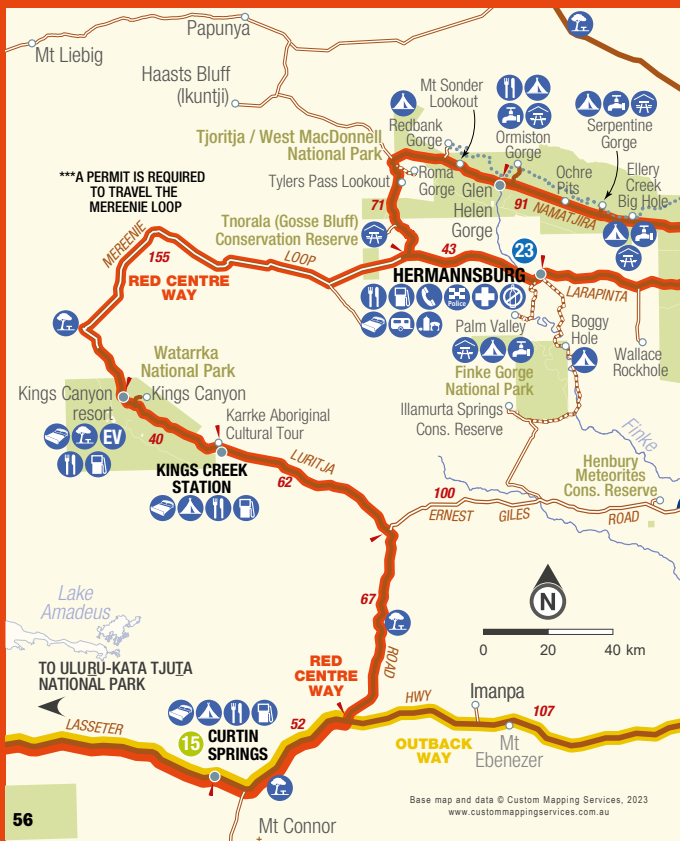 Papunya
Mt Liebig
Haasts Bluff
(Ikuntji)
Mt Sonder
Lookout
Redbank
Gorge
Ormiston
Gorge
Serpentine
Gorge
Tjoritja / West MacDonnell
National Park
Tylers Pass Lookout
Roma
Gorge
Glen
Helen
Gorge
Ochre
Pits
Ellery
Creek
Big Hole
***A PERMIT IS REQUIRED
TO TRAVEL THE
MEREENIE LOOP
71
91
NAMATJIRA
Tnorala (Gosse Bluff)
Conservation Reserve
MEREENIE
155
LOOP
43
23
RED CENTRE
WAY
HERMANNSBURG
LARAPINTA
Police
Palm Valley
Boggy
Hole
Wallace
Rockhole
Finke Gorge
National Park
Watarrka
National Park
Kings Canyon
resort
Kings Canyon
EV
40
Karrke Aboriginal
Cultural Tour
Illamurta Springs
Cons. Reserve
Finke
KINGS CREEK
STATION
LURITJA
62
Henbury
Meteorites
Cons. Reserve
100
ERNEST
GILES
ROAD
Lake
Amadeus
67
N
0
20
40 km
ROAD
TO ULURU-KATA TJUTA
NATIONAL PARK
RED
CENTRE
WAY
LASSETER
15
CURTIN
SPRINGS
52
HWY
Imanpa
107
OUTBACK
WAY
Mt
Ebenezer
Mt Connor
56
Base map and data © Custom Mapping Services, 2023
www.custommappingservices.com.au